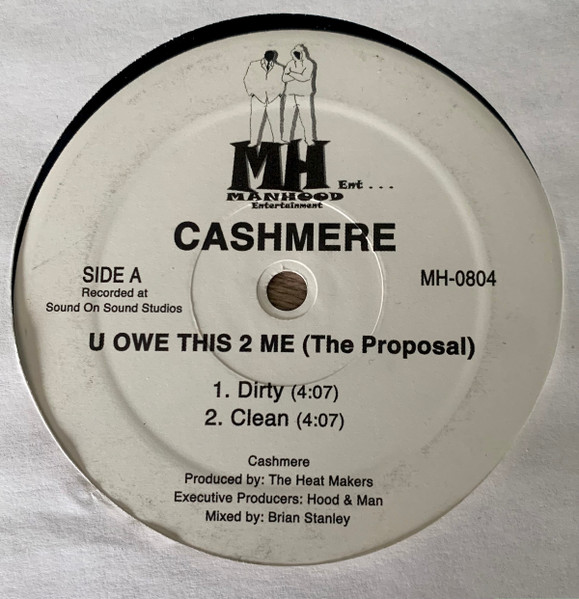 MH Ent . . .
MANHOOD
Entertainment
CASHMERE
SIDE A
Recorded at
Sound On Sound Studios
MH-0804
U OWE THIS 2 ME (The Proposal)
1. Dirty (4:07)
2. Clean (4:07)
Cashmere
Produced by: The Heat Makers
Executive Producers: Hood & Man
Mixed by: Brian Stanley